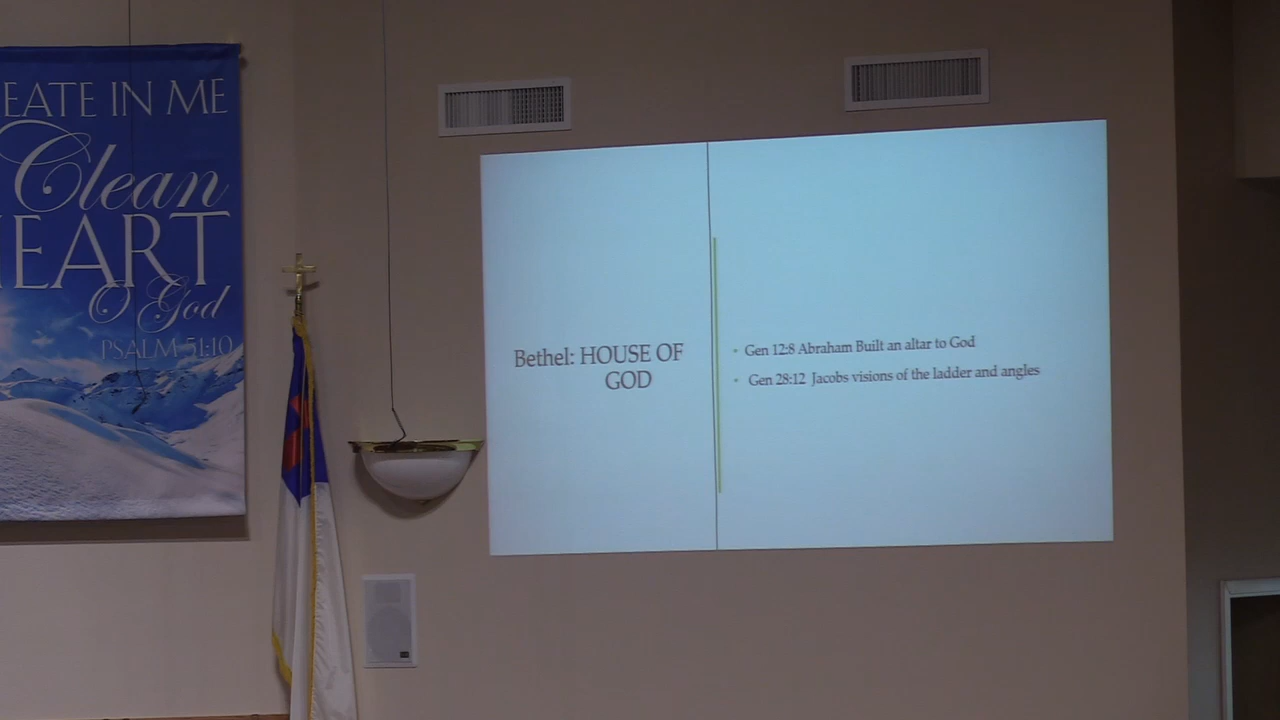 EATE IN ME
Clean
HEART
O God
PSALM 51:10
Bethel: HOUSE OF
GOD
Gen 12:8 Abraham Built an altar to God
Gen 28:12 Jacobs visions of the ladder and angles